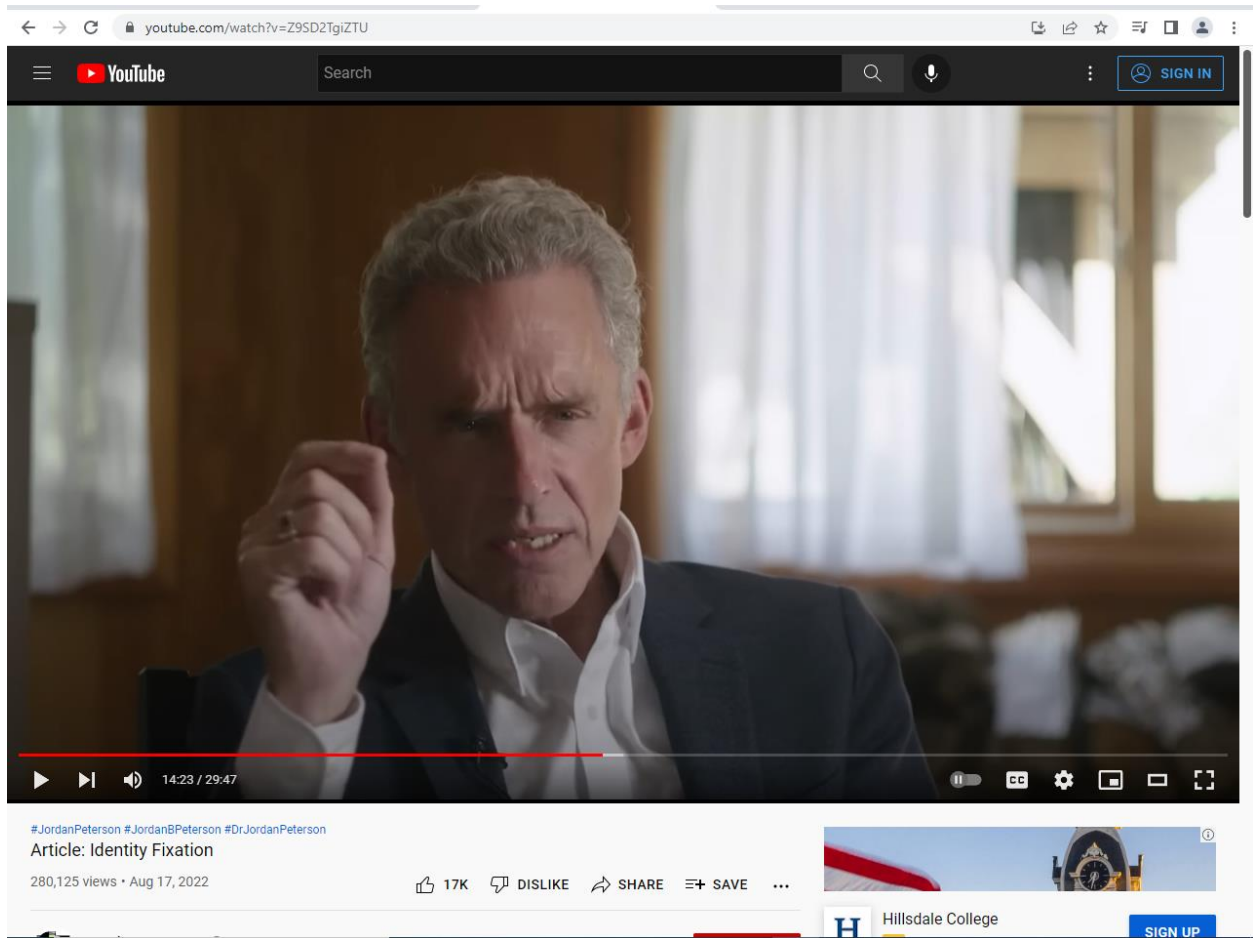 youtube.com/watch?v=Z9SD2TgiZTU
YouTube
Search
SIGN IN
14:23 / 29:47
CC
#JordanPeterson #JordanBPeterson #DrJordanPeterson
Article: Identity Fixation
280,125 views • Aug 17, 2022
17K DISLIKE SHARE SAVE ...
H
Hillsdale College
SIGN UP